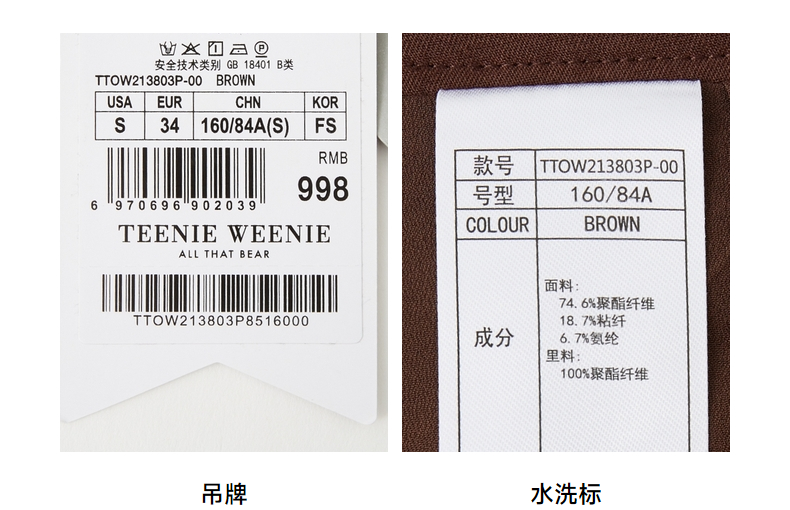 安全技术类别 GB 18401 B类
TTOW213803P-00 BROWN
USA EUR CHN KOR
S 34 160/84A(S) FS
RMB
998
6 970696 902039
TEENIE WEENIE
ALL THAT BEAR
TTOW213803P8516000
吊牌
款号 TTOW213803P-00
号型 160/84A
COLOUR BROWN
成分
面料:
74.6%聚酯纤维
18.7%粘纤
6.7%氨纶
里料:
100%聚酯纤维
水洗标